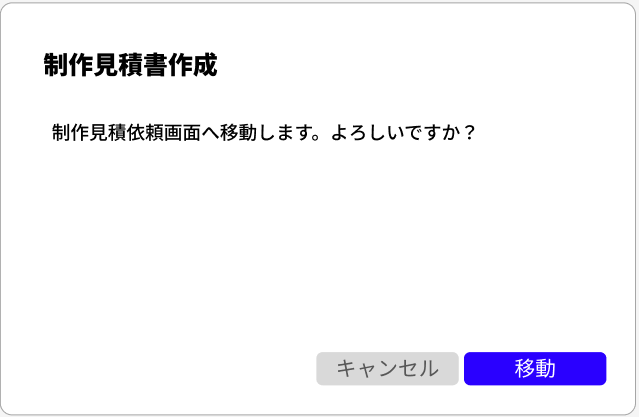 制作見積書作成
制作見積依頼画面へ移動します。よろしいですか？
キャンセル
移動